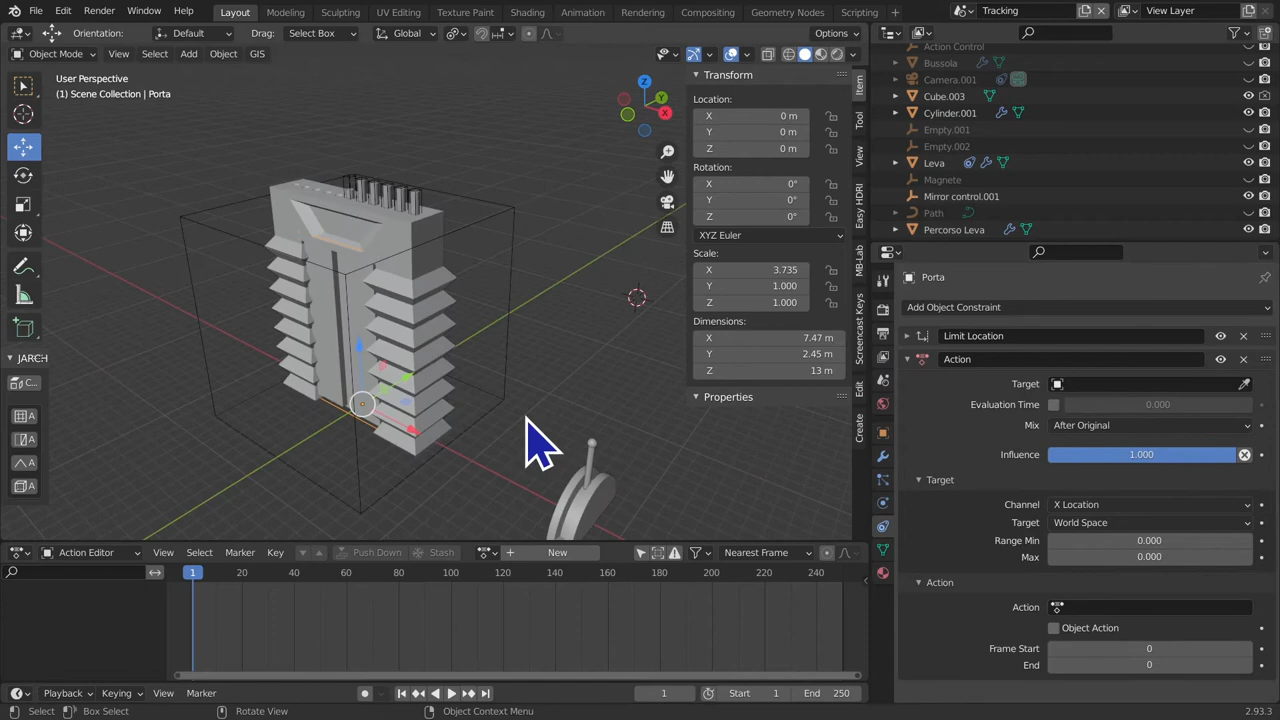 File Edit Render Window Help Layout Modeling Sculpting UV Editing Texture Paint Shading Animation Rendering Compositing Geometry Nodes Scripting Tracking View Layer
Orientation: Default Drag: Select Box Global Options
Object Mode View Select Add Object GIS
User Perspective
(1) Scene Collection | Porta
Z
Y
X
JARCH
C...
A
A
A
A
Transform
Location:
X 0 m
Y 0 m
Z 0 m
Rotation:
X 0°
Y 0°
Z 0°
XYZ Euler
Scale:
X 3.735
Y 1.000
Z 1.000
Dimensions:
X 7.47 m
Y 2.45 m
Z 13 m
Properties
Item
Tool
View
Easy HDRI
MB-Lab
Screencast Keys
Edit
Create
Action Control
Bussola
Camera.001
Cube.003
Cylinder.001
Empty.001
Empty.002
Leva
Magnete
Mirror control.001
Path
Percorso Leva
Porta
Add Object Constraint
Limit Location
Action
Target
Evaluation Time 0.000
Mix After Original
Influence 1.000
Target
Channel X Location
Target World Space
Range Min 0.000
Max 0.000
Action
Action
Object Action
Frame Start 0
End 0
Action Editor View Select Marker Key Push Down Stash New Nearest Frame
1 20 40 60 80 100 120 140 160 180 200 220 240
Playback Keying View Marker 1 Start 1 End 250
Select Box Select Rotate View Object Context Menu 2.93.3